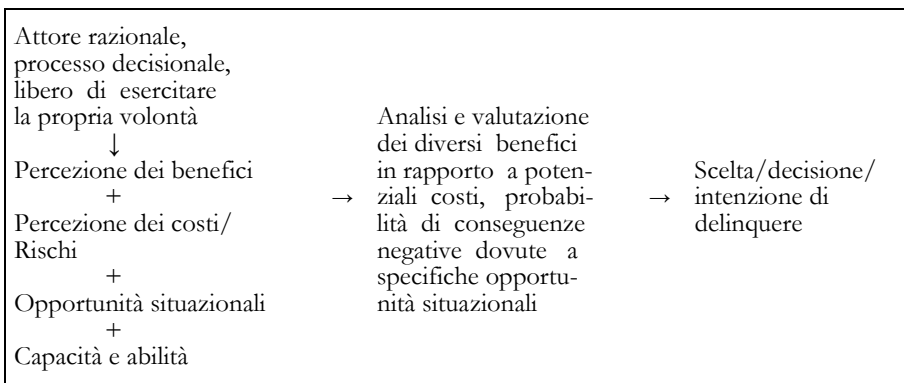 Attore razionale,
processo decisionale,
libero di esercitare
la propria volontà
↓
Percezione dei benefici
+
Percezione dei costi/
Rischi
+
Opportunità situazionali
+
Capacità e abilità
→
Analisi e valutazione
dei diversi benefici
in rapporto a poten-
ziali costi, probabi-
lità di conseguenze
negative dovute a
specifiche opportu-
nità situazionali
→
Scelta/decisione/
intenzione di
delinquere